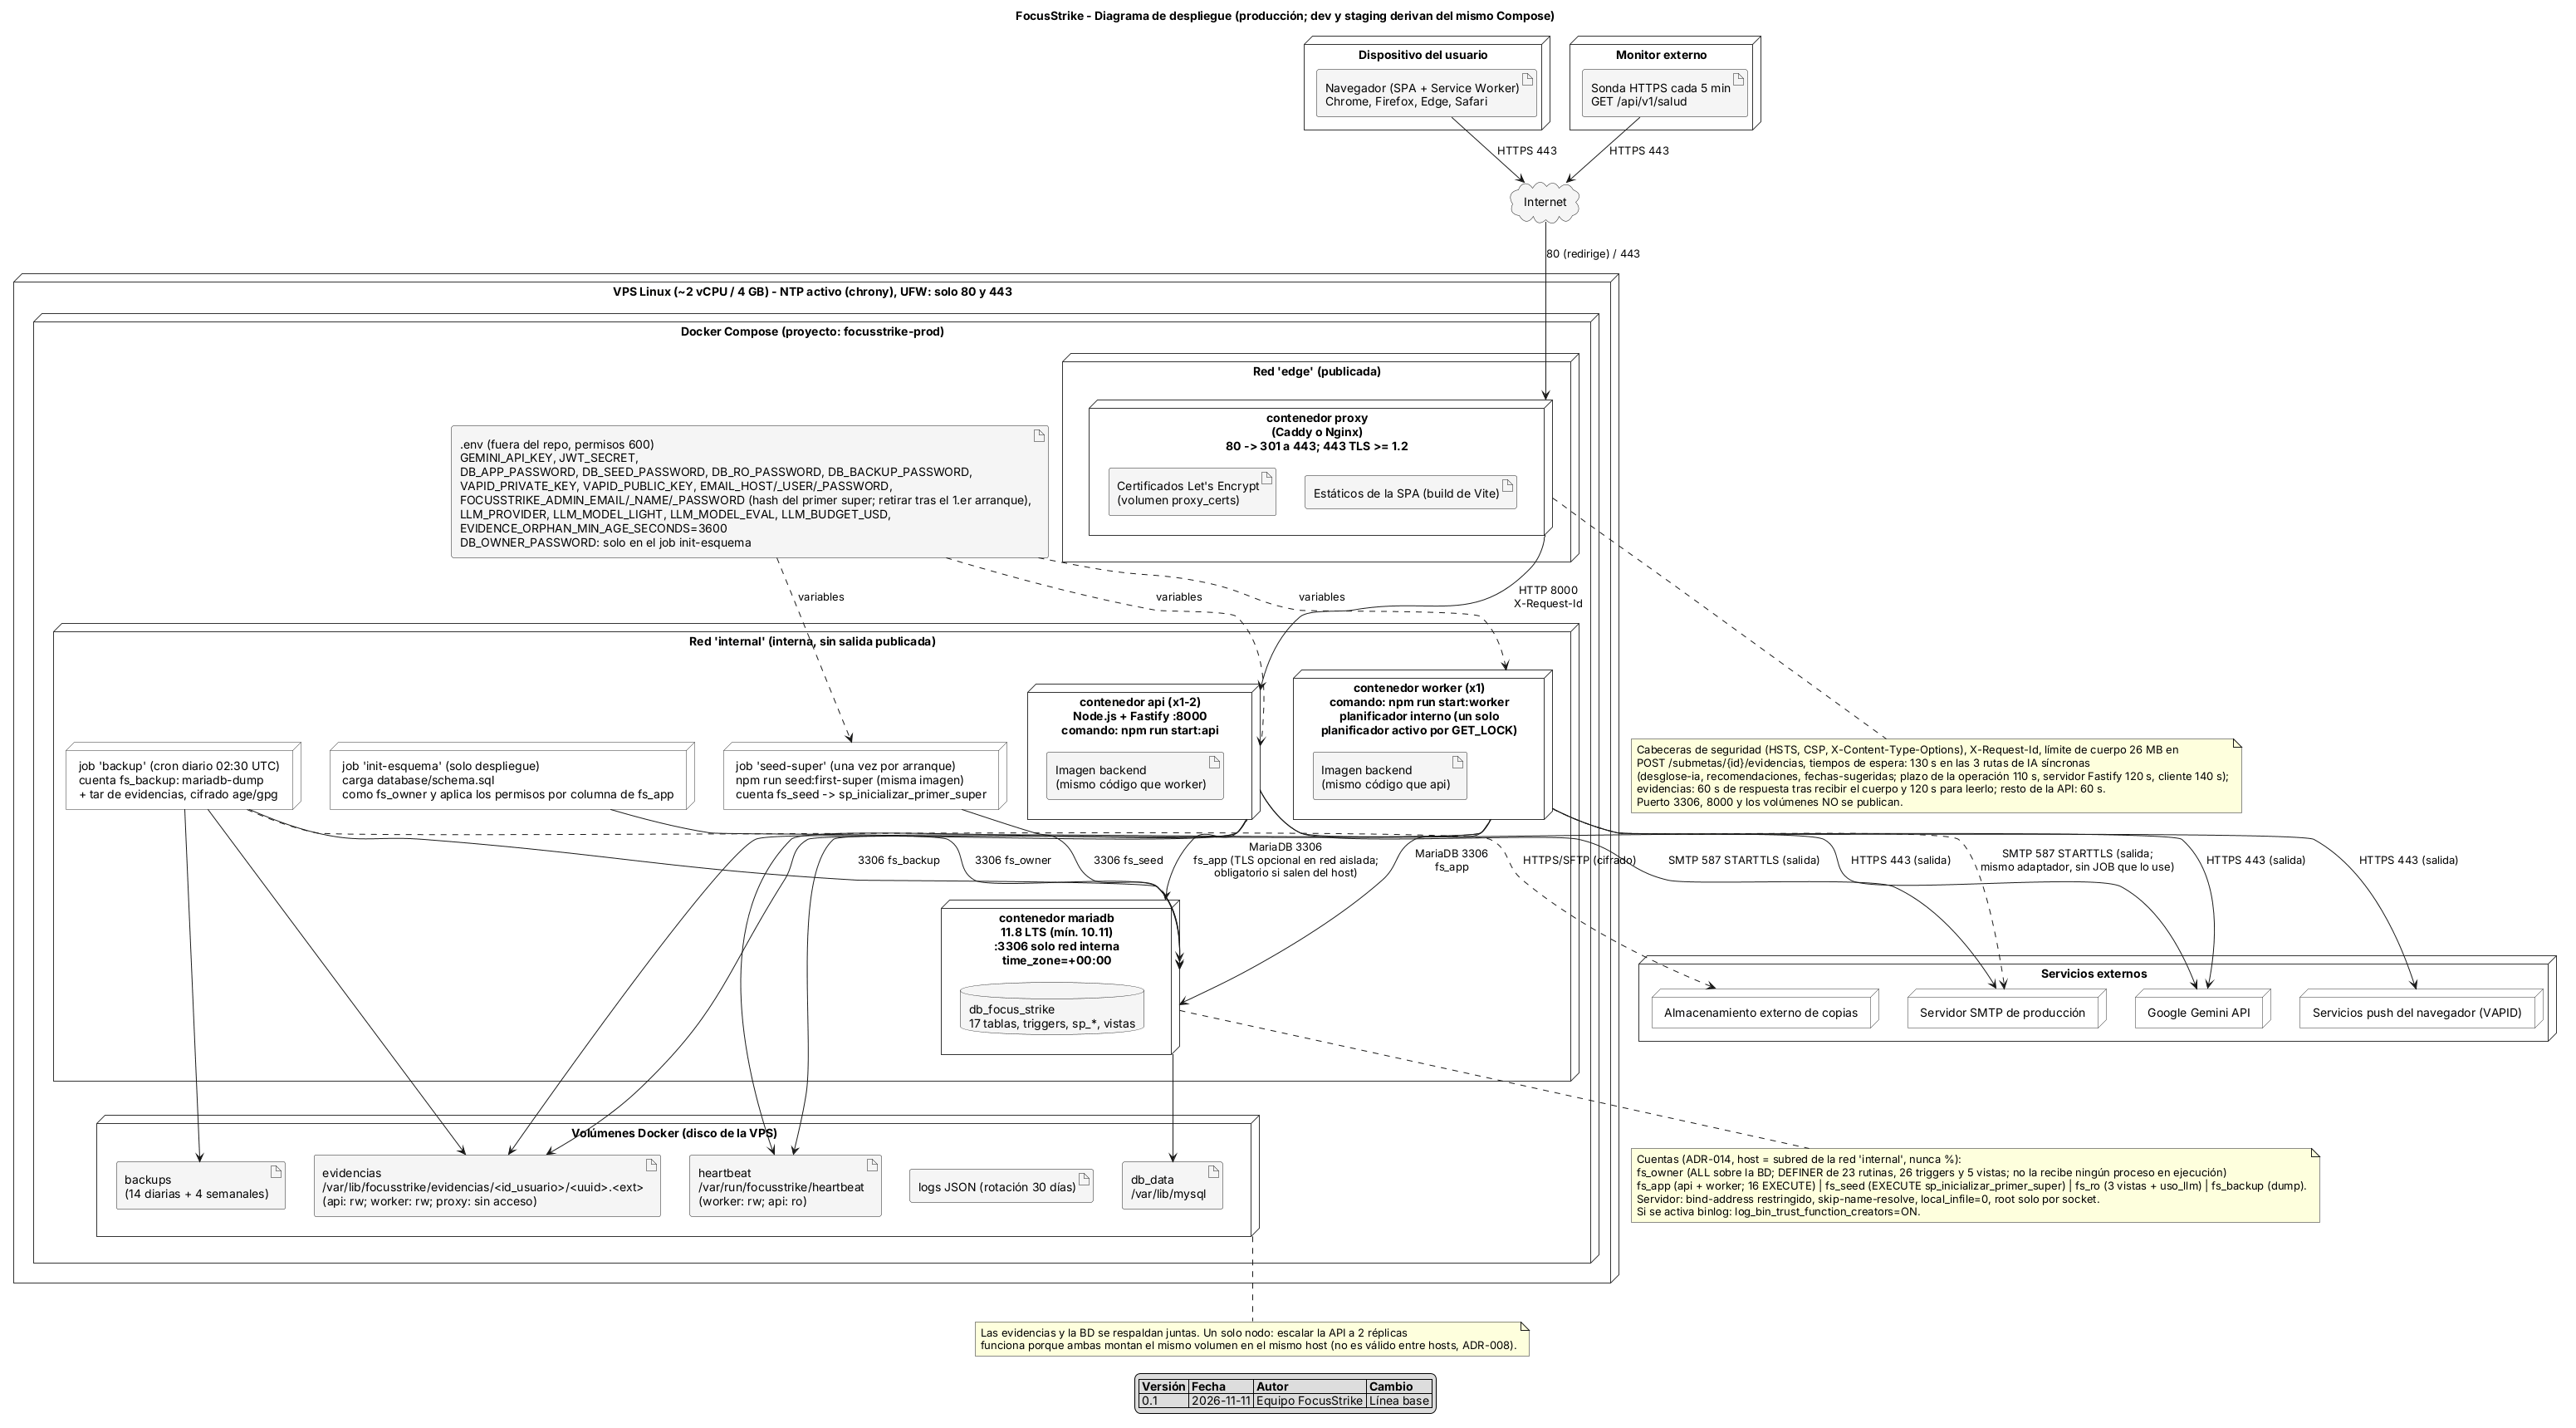 FocusStrike - Diagrama de despliegue (producción; dev y staging derivan del mismo Compose)
Dispositivo del usuario
Navegador (SPA + Service Worker)
Chrome, Firefox, Edge, Safari
Monitor externo
Sonda HTTPS cada 5 min
GET /api/v1/salud
HTTPS 443
HTTPS 443
Internet
80 (redirige) / 443
VPS Linux (~2 vCPU / 4 GB) - NTP activo (chrony), UFW: solo 80 y 443
Docker Compose (proyecto: focusstrike-prod)
Red 'edge' (publicada)
contenedor proxy
(Caddy o Nginx)
80 -> 301 a 443; 443 TLS >= 1.2
Certificados Let's Encrypt
(volumen proxy_certs)
Estáticos de la SPA (build de Vite)
.env (fuera del repo, permisos 600)
GEMINI_API_KEY, JWT_SECRET,
DB_APP_PASSWORD, DB_SEED_PASSWORD, DB_RO_PASSWORD, DB_BACKUP_PASSWORD,
VAPID_PRIVATE_KEY, VAPID_PUBLIC_KEY, EMAIL_HOST/_USER/_PASSWORD,
FOCUSSTRIKE_ADMIN_EMAIL/_NAME/_PASSWORD (hash del primer super; retirar tras el 1.er arranque),
LLM_PROVIDER, LLM_MODEL_LIGHT, LLM_MODEL_EVAL, LLM_BUDGET_USD,
EVIDENCE_ORPHAN_MIN_AGE_SECONDS=3600
DB_OWNER_PASSWORD: solo en el job init-esquema
variables
variables
variables
HTTP 8000
X-Request-Id
Red 'internal' (interna, sin salida publicada)
job 'backup' (cron diario 02:30 UTC)
cuenta fs_backup: mariadb-dump
+ tar de evidencias, cifrado age/gpg
job 'init-esquema' (solo despliegue)
carga database/schema.sql
como fs_owner y aplica los permisos por columna de fs_app
job 'seed-super' (una vez por arranque)
npm run seed:first-super (misma imagen)
cuenta fs_seed -> sp_inicializar_primer_super
contenedor api (x1-2)
Node.js + Fastify :8000
comando: npm run start:api
Imagen backend
(mismo código que worker)
contenedor worker (x1)
comando: npm run start:worker
planificador interno (un solo
planificador activo por GET_LOCK)
Imagen backend
(mismo código que api)
Cabeceras de seguridad (HSTS, CSP, X-Content-Type-Options), X-Request-Id, límite de cuerpo 26 MB en
POST /submetas/{id}/evidencias, tiempos de espera: 130 s en las 3 rutas de IA síncronas
(desglose-ia, recomendaciones, fechas-sugeridas; plazo de la operación 110 s, servidor Fastify 120 s, cliente 140 s);
evidencias: 60 s de respuesta tras recibir el cuerpo y 120 s para leerlo; resto de la API: 60 s.
Puerto 3306, 8000 y los volúmenes NO se publican.
3306 fs_backup
3306 fs_owner
3306 fs_seed
MariaDB 3306
fs_app (TLS opcional en red aislada;
obligatorio si salen del host)
MariaDB 3306
fs_app
HTTPS/SFTP (cifrado)
SMTP 587 STARTTLS (salida)
HTTPS 443 (salida)
SMTP 587 STARTTLS (salida;
mismo adaptador, sin JOB que lo use)
HTTPS 443 (salida)
HTTPS 443 (salida)
contenedor mariadb
11.8 LTS (mín. 10.11)
:3306 solo red interna
time_zone=+00:00
db_focus_strike
17 tablas, triggers, sp_*, vistas
Servicios externos
Almacenamiento externo de copias
Servidor SMTP de producción
Google Gemini API
Servicios push del navegador (VAPID)
Volúmenes Docker (disco de la VPS)
backups
(14 diarias + 4 semanales)
evidencias
/var/lib/focusstrike/evidencias/<id_usuario>/<uuid>.<ext>
(api: rw; worker: rw; proxy: sin acceso)
heartbeat
/var/run/focusstrike/heartbeat
(worker: rw; api: ro)
logs JSON (rotación 30 días)
db_data
/var/lib/mysql
Cuentas (ADR-014, host = subred de la red 'internal', nunca %):
fs_owner (ALL sobre la BD; DEFINER de 23 rutinas, 26 triggers y 5 vistas; no la recibe ningún proceso en ejecución)
fs_app (api + worker; 16 EXECUTE) | fs_seed (EXECUTE sp_inicializar_primer_super) | fs_ro (3 vistas + uso_llm) | fs_backup (dump).
Servidor: bind-address restringido, skip-name-resolve, local_infile=0, root solo por socket.
Si se activa binlog: log_bin_trust_function_creators=ON.
Las evidencias y la BD se respaldan juntas. Un solo nodo: escalar la API a 2 réplicas
funciona porque ambas montan el mismo volumen en el mismo host (no es válido entre hosts, ADR-008).
Versión Fecha Autor Cambio
0.1 2026-11-11 Equipo FocusStrike Línea base